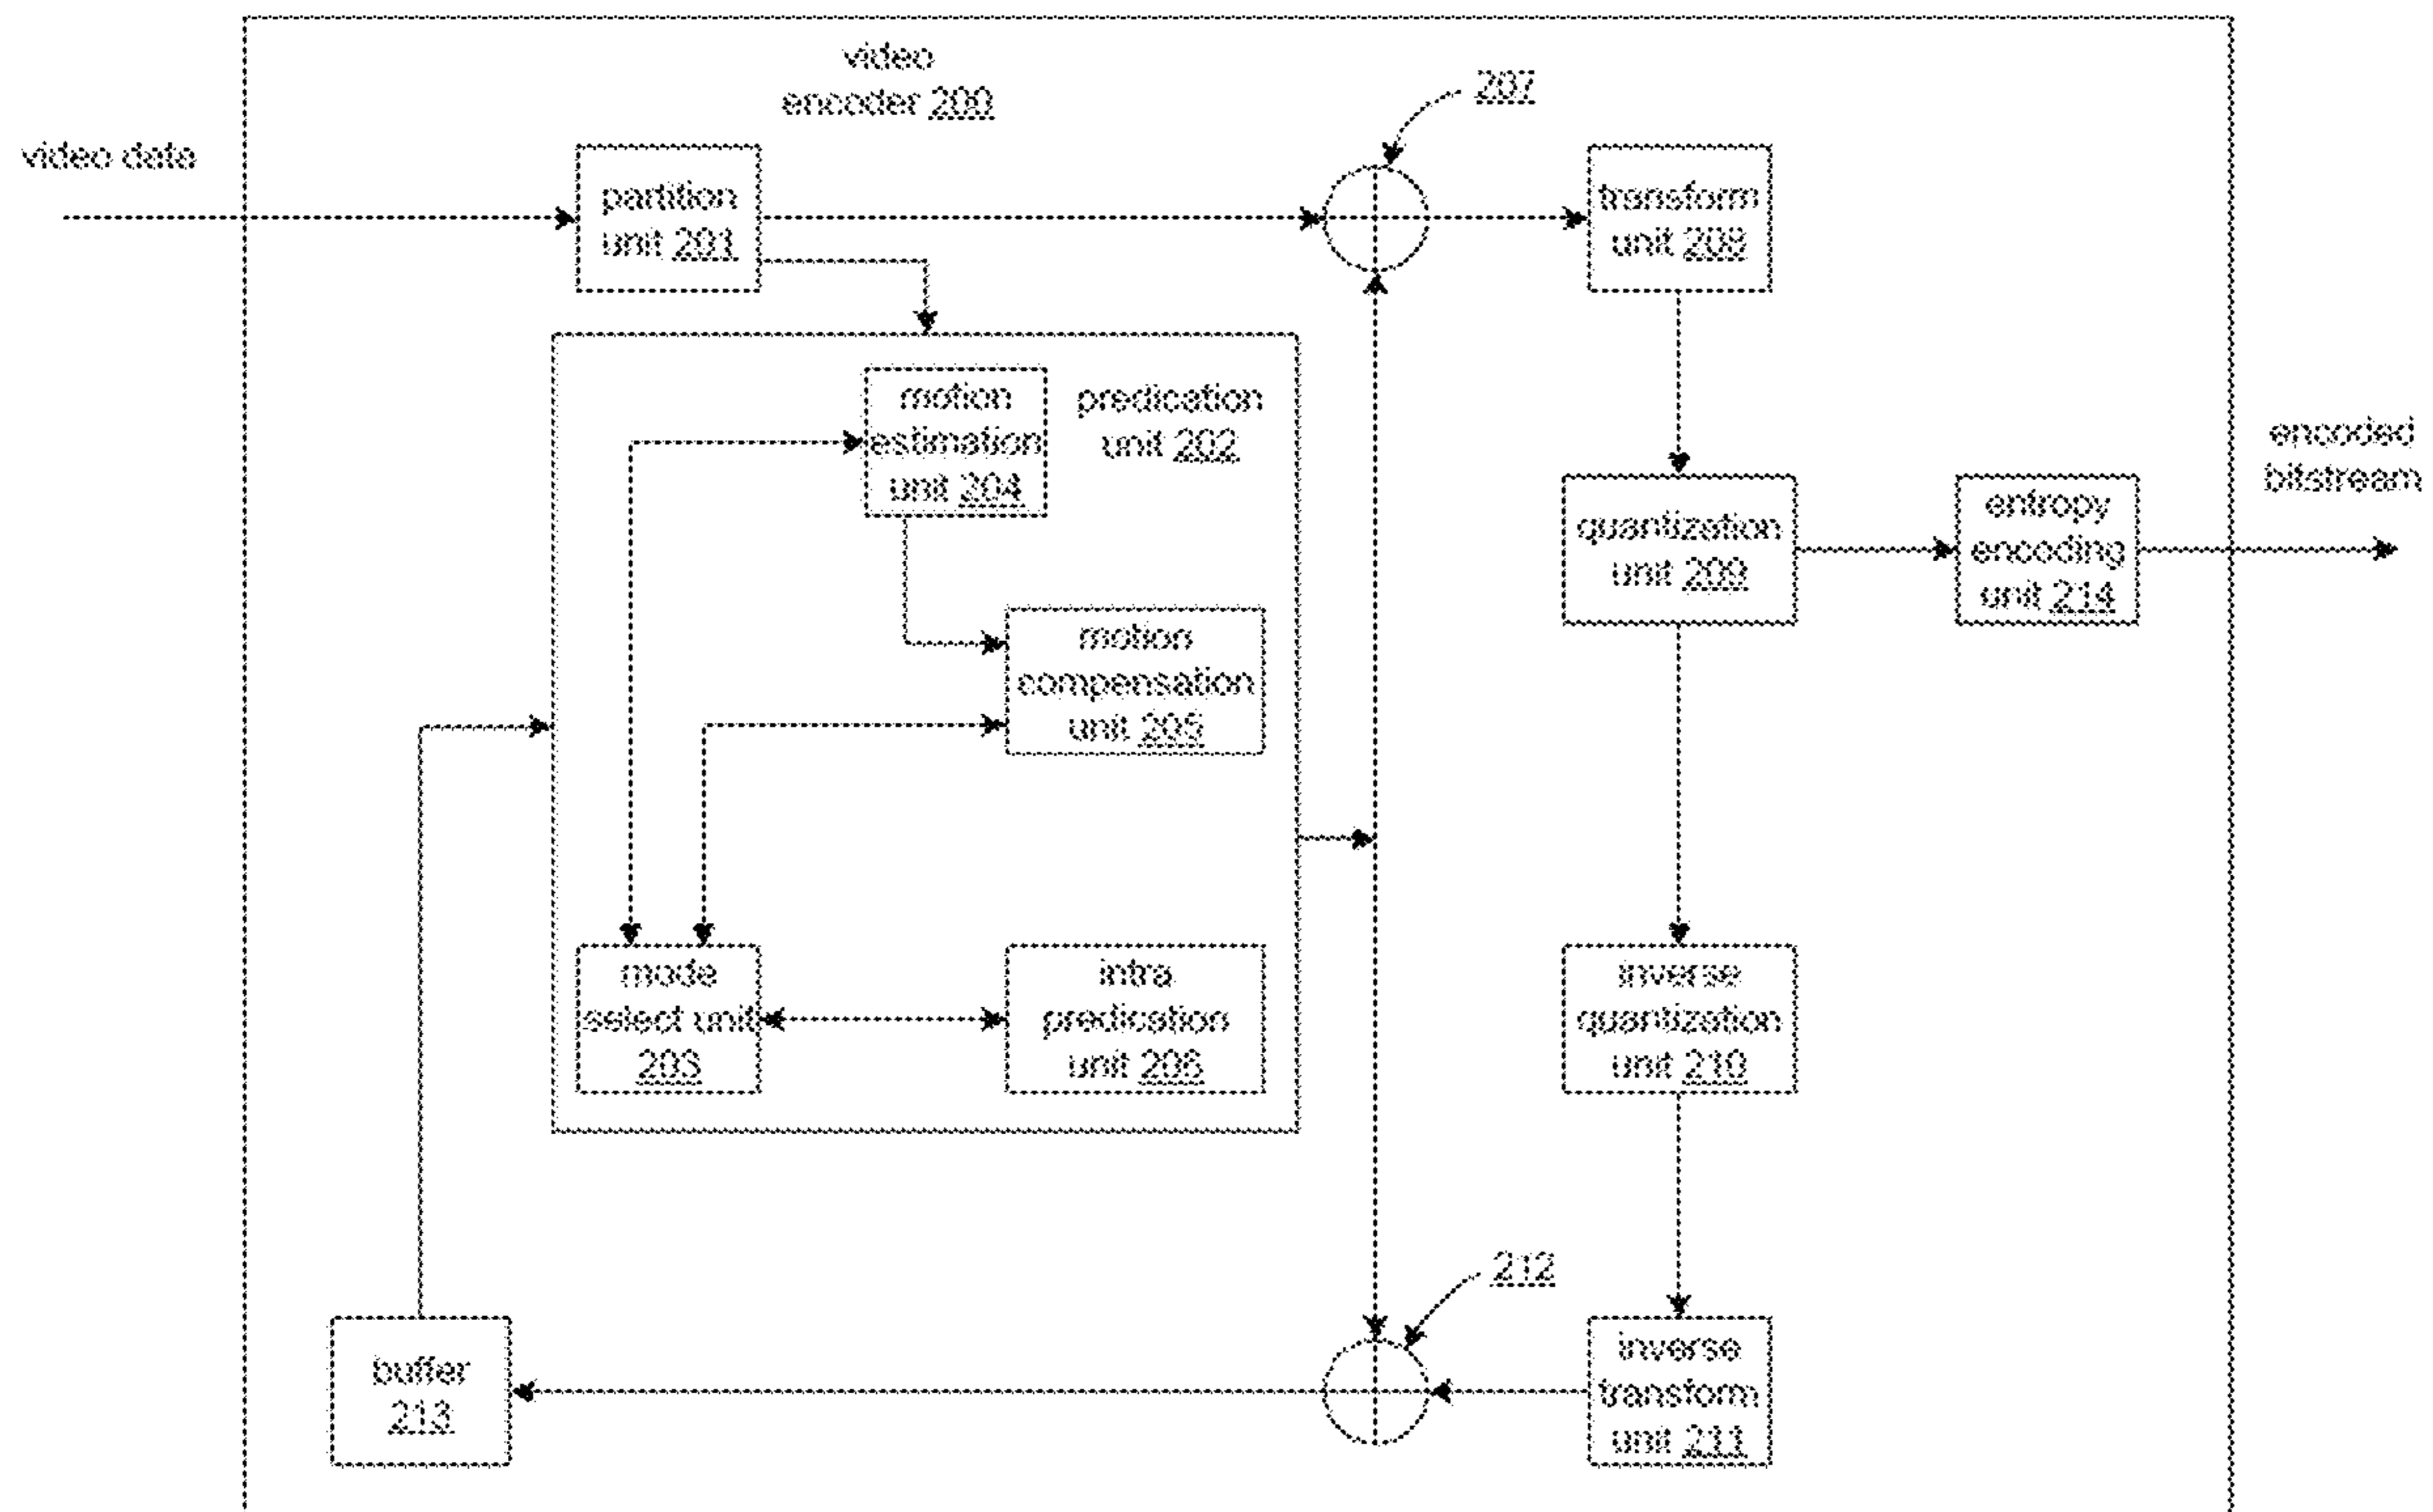 video
encoder 200
207
video data
partition
unit 201
transform
unit 208
motion
estimation
unit 204
predication
unit 202
encoded
bitstream
quantization
unit 209
entropy
encoding
unit 214
motion
compensation
unit 205
mode
select unit
203
intra
predication
unit 206
inverse
quantization
unit 210
212
buffer
213
inverse
transform
unit 211